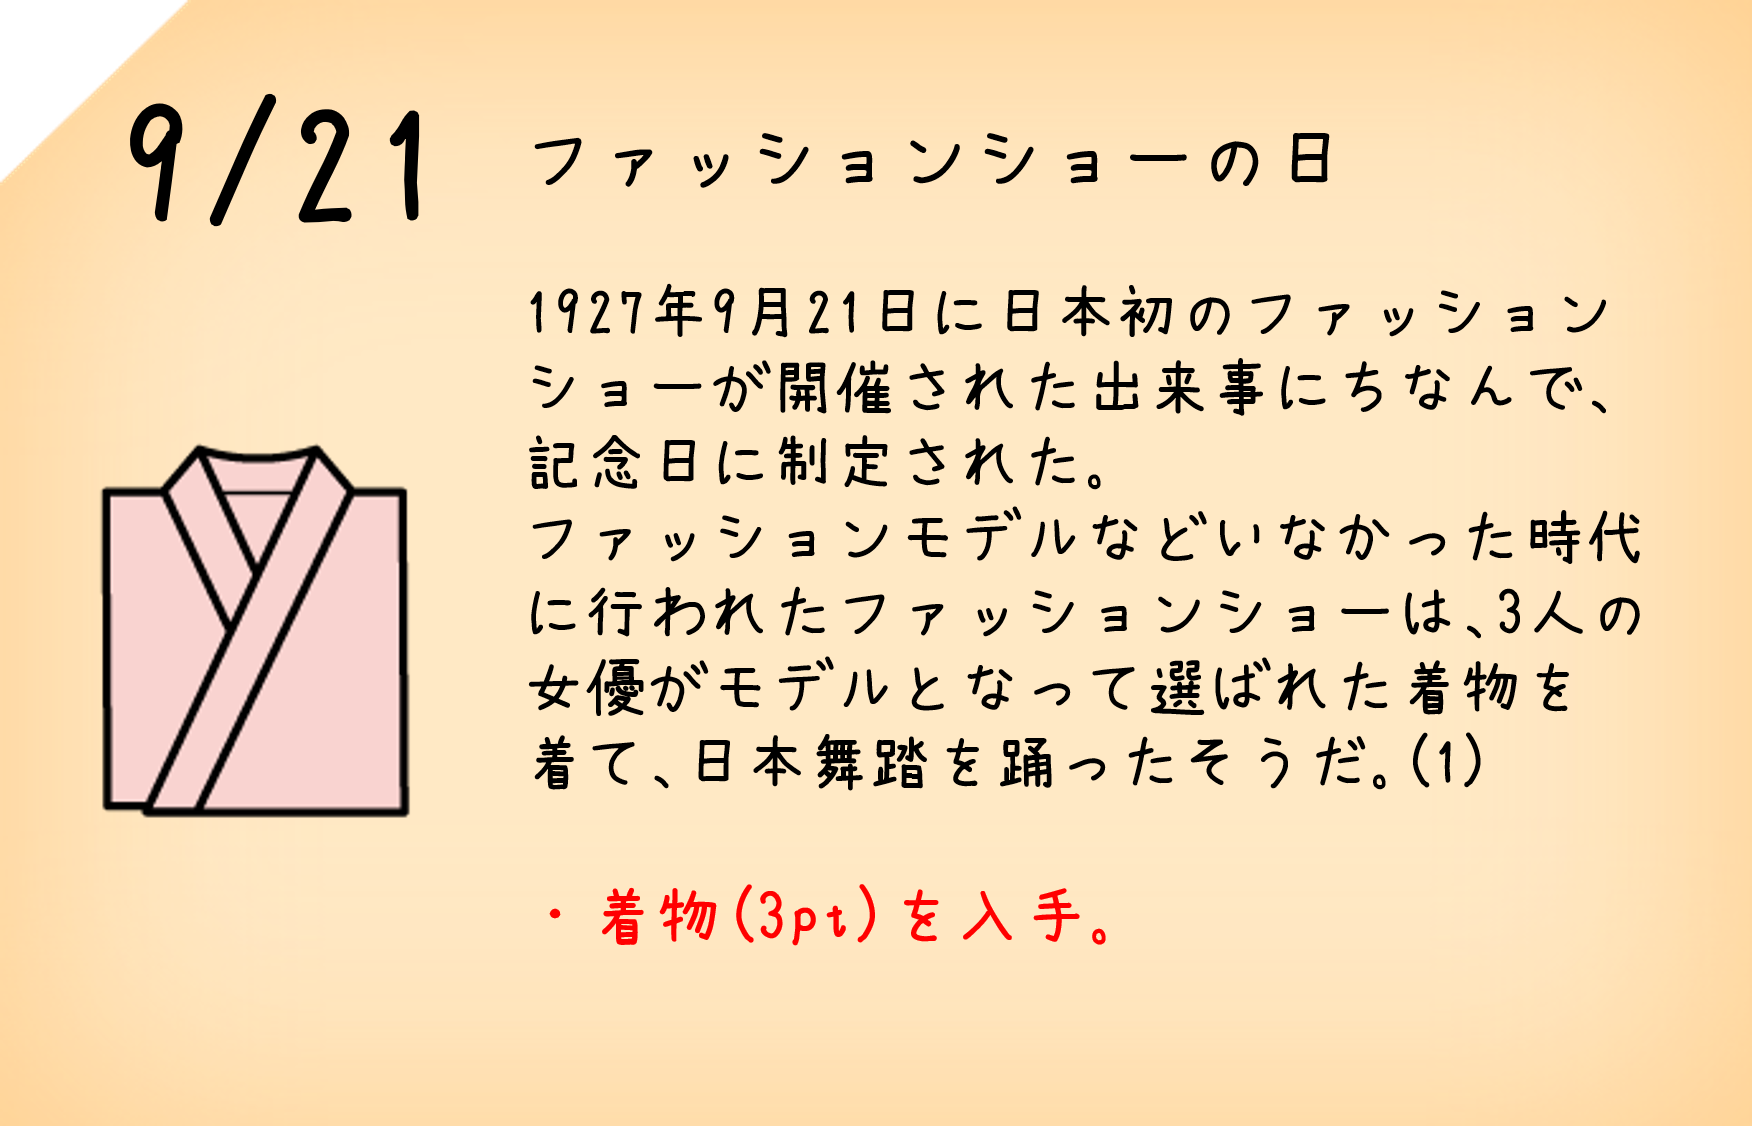 9/21 ファッションショーの日
1927年9月21日に日本初のファッション
ショーが開催された出来事にちなんで、
記念日に制定された。
ファッションモデルなどいなかった時代
に行われたファッションショーは、3人の
女優がモデルとなって選ばれた着物を
着て、日本舞踏を踊ったそうだ。(1)
・着物(3pt)を入手。